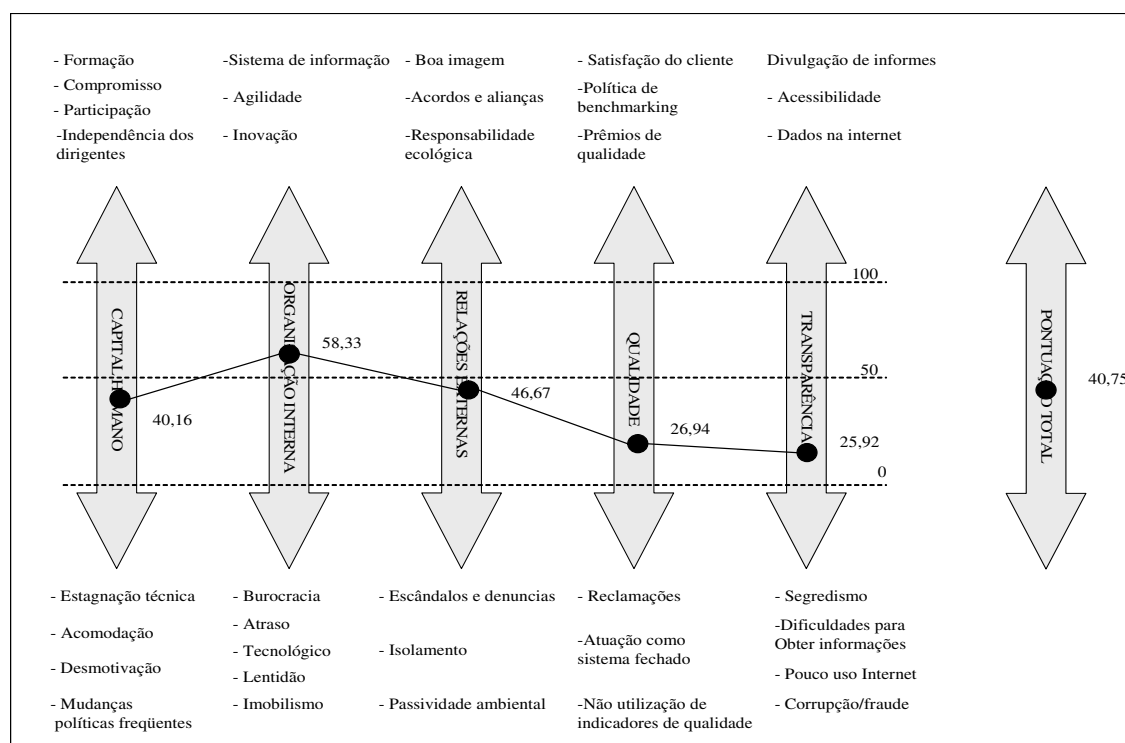 - Formação
- Compromisso
- Participação
-Independência dos
dirigentes
-Sistema de informação
- Agilidade
- Inovação
- Boa imagem
-Acordos e alianças
-Responsabilidade
ecológica
- Satisfação do cliente
-Política de
benchmarking
-Prêmios de
qualidade
Divulgação de informes
- Acessibilidade
- Dados na internet
100
50
0
CAPITAL HUMANO
40,16
ORGANIZAÇÃO INTERNA
58,33
RELAÇÕES EXTERNAS
46,67
QUALIDADE
26,94
TRANSPARÊNCIA
25,92
PONTUAÇÃO TOTAL
40,75
- Estagnação técnica
- Acomodação
- Desmotivação
- Mudanças
políticas freqüentes
- Burocracia
- Atraso
- Tecnológico
- Lentidão
- Imobilismo
- Escândalos e denuncias
- Isolamento
- Passividade ambiental
- Reclamações
-Atuação como
sistema fechado
-Não utilização de
indicadores de qualidade
- Segredismo
-Dificuldades para
Obter informações
- Pouco uso Internet
- Corrupção/fraude